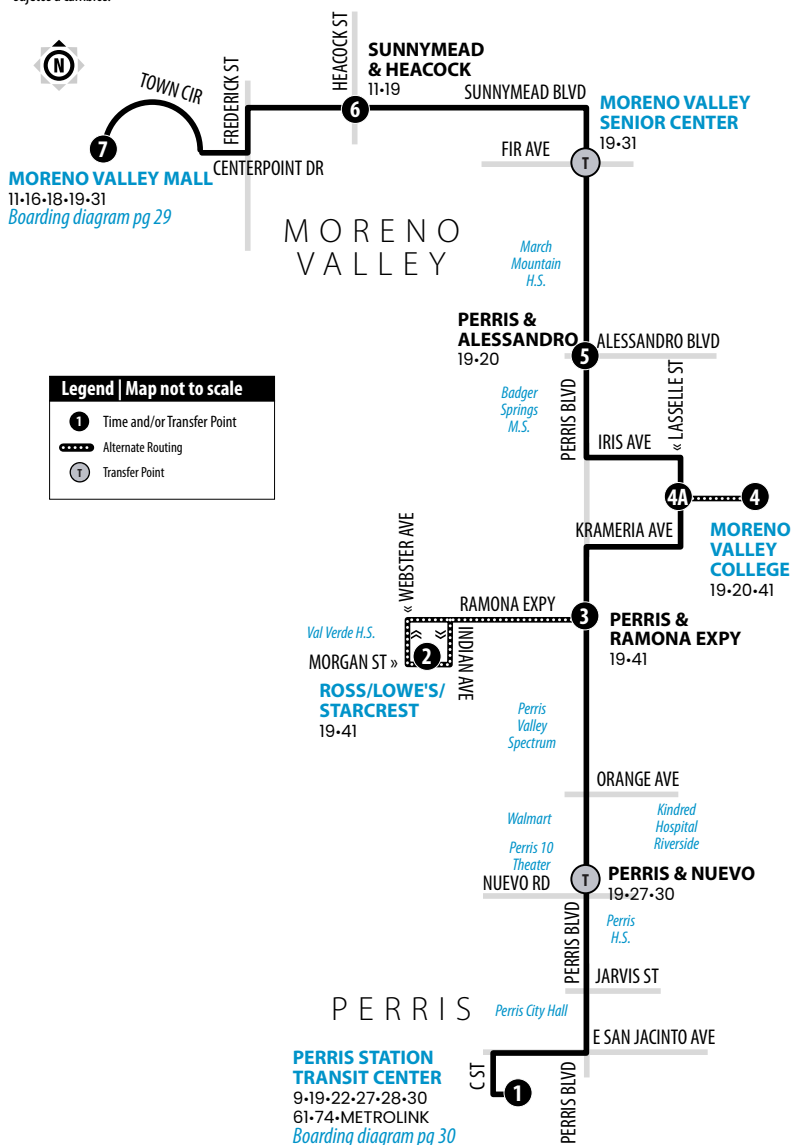 N
HEACOCK ST
SUNNYMEAD
& HEACOCK
11•19
TOWN CIR
FREDERICK ST
6
SUNNYMEAD BLVD
MORENO VALLEY
SENIOR CENTER
19•31
7
CENTERPOINT DR
FIR AVE
T
MORENO VALLEY MALL
11•16•18•19•31
Boarding diagram pg 29
MORENO
VALLEY
March
Mountain
H.S.
PERRIS &
ALESSANDRO
19•20
5
ALESSANDRO BLVD
Legend | Map not to scale
1 Time and/or Transfer Point
Alternate Routing
T Transfer Point
Badger
Springs
M.S.
PERRIS BLVD
« LASSELLE ST
IRIS AVE
4A
4
KRAMERIA AVE
MORENO
VALLEY
COLLEGE
19•20•41
« WEBSTER AVE
RAMONA EXPY
3
PERRIS &
RAMONA EXPY
19•41
Val Verde H.S.
« «
INDIAN AVE
2
MORGAN ST »
ROSS/LOWE'S/
STARCREST
19•41
Perris
Valley
Spectrum
ORANGE AVE
Walmart
Kindred
Hospital
Riverside
Perris 10
Theater
NUEVO RD
T
PERRIS & NUEVO
19•27•30
PERRIS BLVD
Perris
H.S.
JARVIS ST
PERRIS
Perris City Hall
E SAN JACINTO AVE
PERRIS STATION
TRANSIT CENTER
9•19•22•27•28•30
61•74•METROLINK
Boarding diagram pg 30
C ST
1
PERRIS BLVD